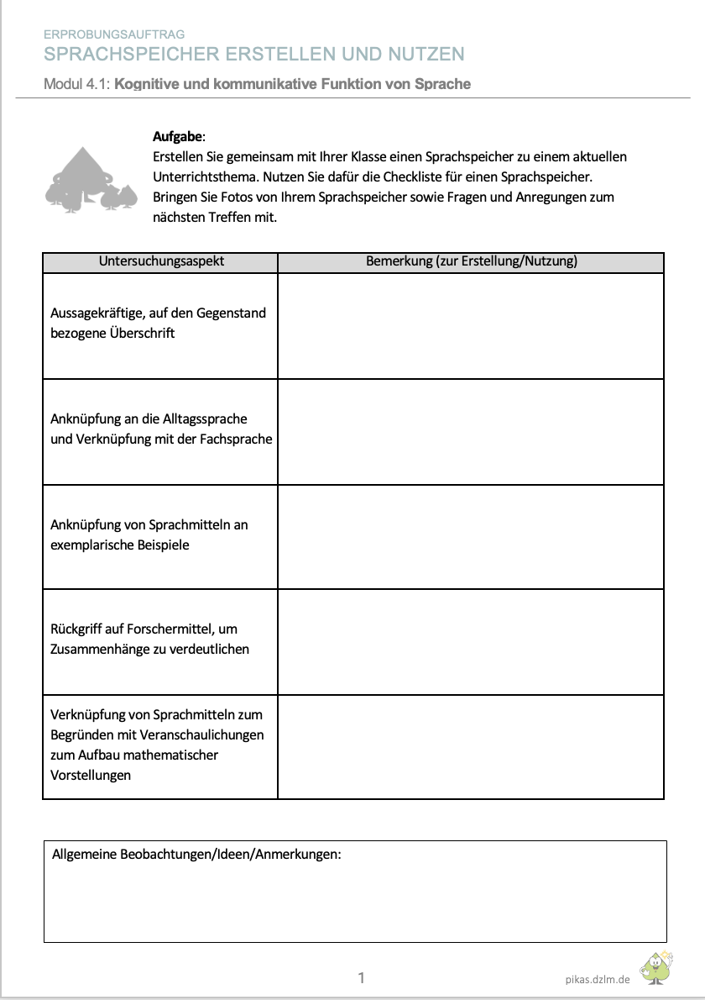 ERPROBUNGSAUFTRAG
SPRACHSPEICHER ERSTELLEN UND NUTZEN
Modul 4.1: Kognitive und kommunikative Funktion von Sprache
Aufgabe:
Erstellen Sie gemeinsam mit Ihrer Klasse einen Sprachspeicher zu einem aktuellen
Unterrichtsthema. Nutzen Sie dafür die Checkliste für einen Sprachspeicher.
Bringen Sie Fotos von Ihrem Sprachspeicher sowie Fragen und Anregungen zum
nächsten Treffen mit.
Untersuchungsaspekt
Bemerkung (zur Erstellung/Nutzung)
Aussagekräftige, auf den Gegenstand
bezogene Überschrift
Anknüpfung an die Alltagssprache
und Verknüpfung mit der Fachsprache
Anknüpfung von Sprachmitteln an
exemplarische Beispiele
Rückgriff auf Forschermittel, um
Zusammenhänge zu verdeutlichen
Verknüpfung von Sprachmitteln zum
Begründen mit Veranschaulichungen
zum Aufbau mathematischer
Vorstellungen
Allgemeine Beobachtungen/Ideen/Anmerkungen:
1
pikas.dzlm.de